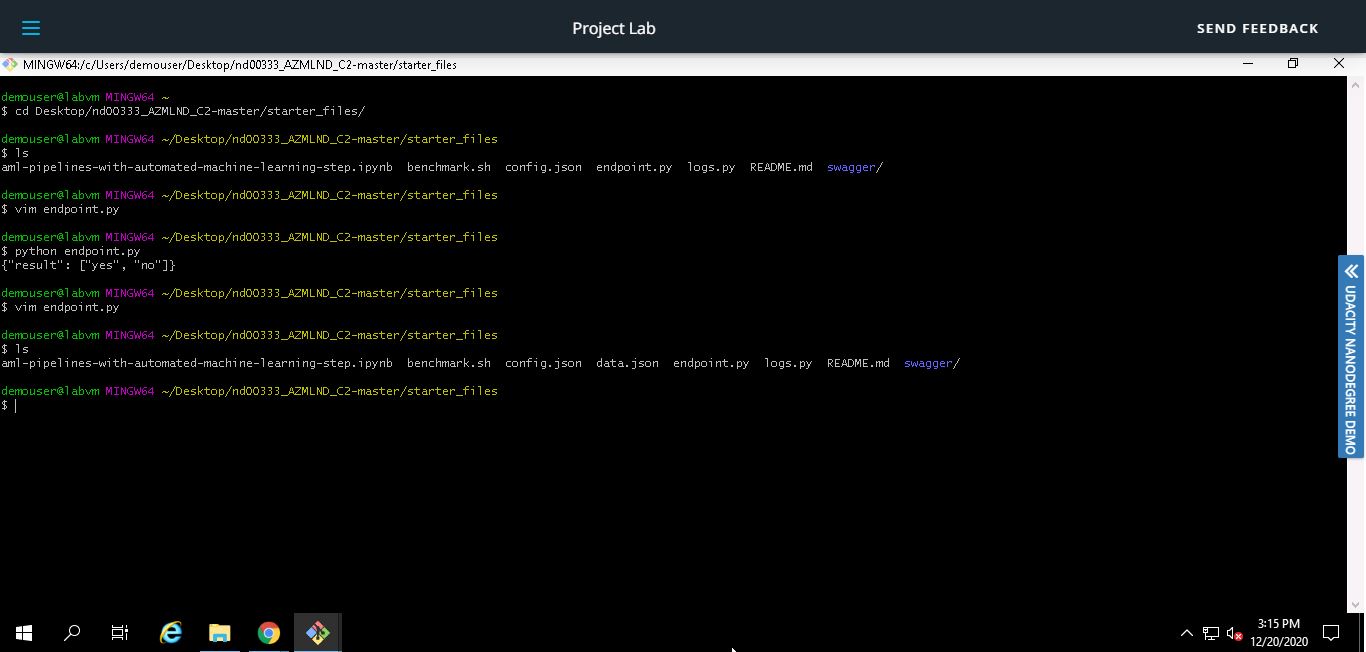 Project Lab
SEND FEEDBACK
MINGW64:/c/Users/demouser/Desktop/nd00333_AZMLND_C2-master/starter_files
demouser@labvm MINGW64 ~
$ cd Desktop/nd00333_AZMLND_C2-master/starter_files/
demouser@labvm MINGW64 ~/Desktop/nd00333_AZMLND_C2-master/starter_files
$ ls
aml-pipelines-with-automated-machine-learning-step.ipynb benchmark.sh config.json endpoint.py logs.py README.md swagger/
demouser@labvm MINGW64 ~/Desktop/nd00333_AZMLND_C2-master/starter_files
$ vim endpoint.py
demouser@labvm MINGW64 ~/Desktop/nd00333_AZMLND_C2-master/starter_files
$ python endpoint.py
{"result": ["yes", "no"]}
demouser@labvm MINGW64 ~/Desktop/nd00333_AZMLND_C2-master/starter_files
$ vim endpoint.py
demouser@labvm MINGW64 ~/Desktop/nd00333_AZMLND_C2-master/starter_files
$ ls
aml-pipelines-with-automated-machine-learning-step.ipynb benchmark.sh config.json data.json endpoint.py logs.py README.md swagger/
demouser@labvm MINGW64 ~/Desktop/nd00333_AZMLND_C2-master/starter_files
$
UDACITY NANODEGREE DEMO
3:15 PM
12/20/2020